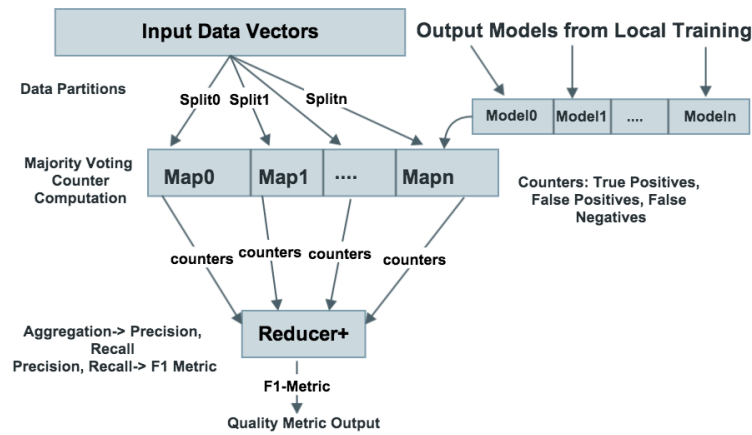 Input Data Vectors
Output Models from Local Training
Data Partitions
Split0
Split1
Splitn
Model0
Model1
....
Modeln
Majority Voting
Counter
Computation
Map0
Map1
....
Mapn
Counters: True Positives,
False Positives, False
Negatives
counters
counters
counters
counters
Aggregation-> Precision,
Recall
Precision, Recall-> F1 Metric
Reducer+
F1-Metric
Quality Metric Output